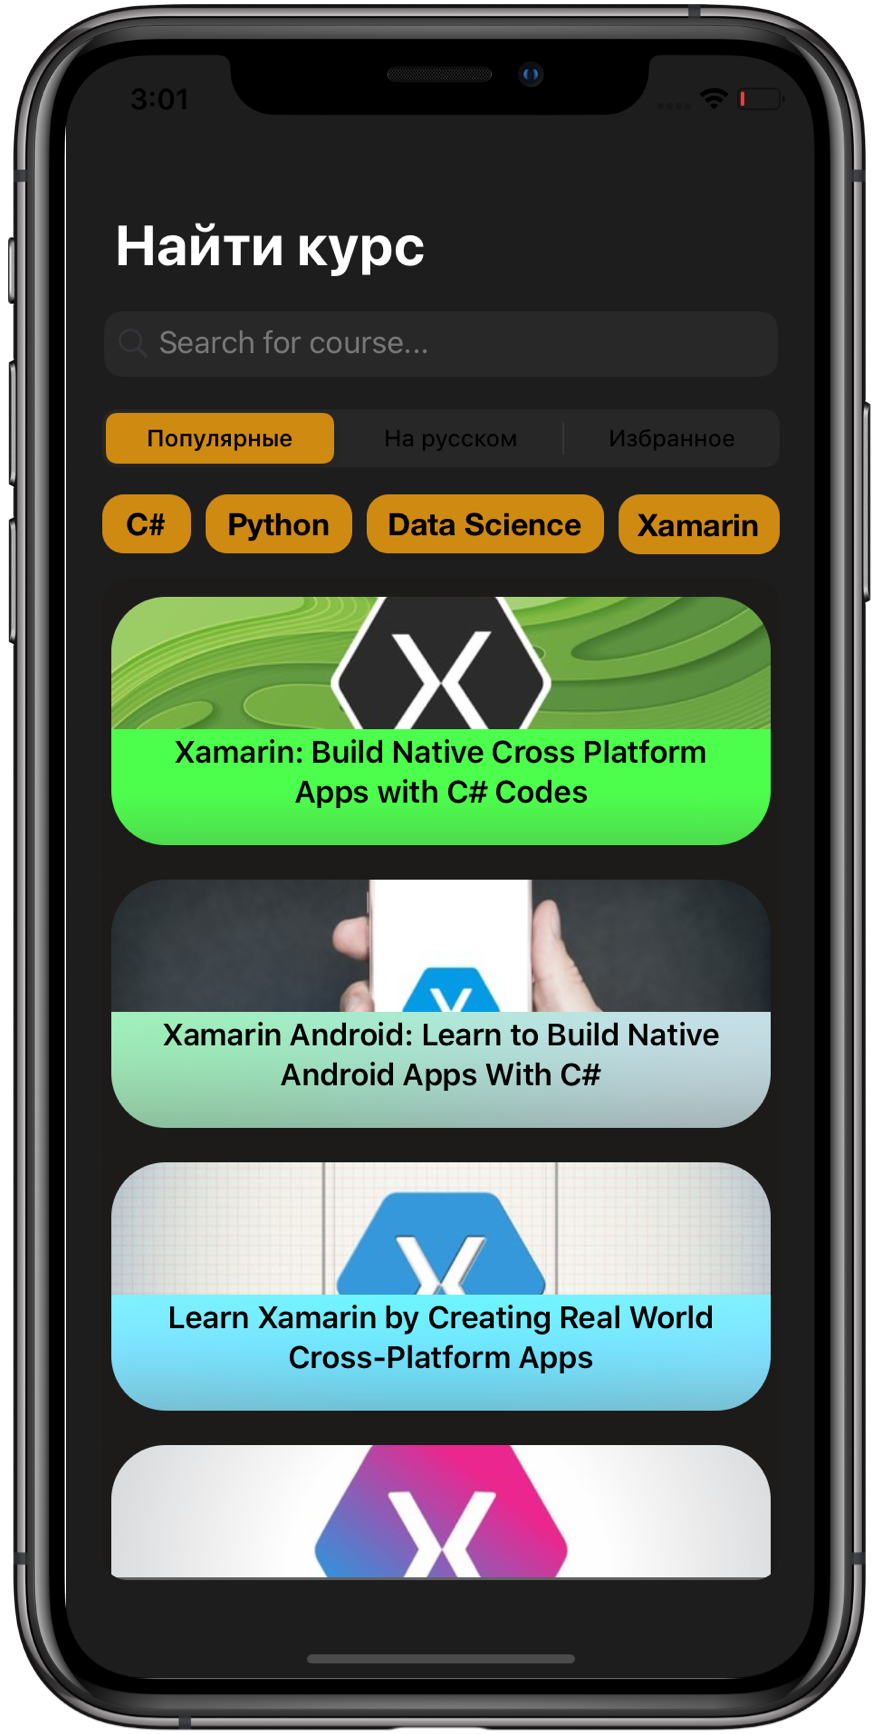 3:01
Найти курс
Search for course...
Популярные На русском Избранное
C# Python Data Science Xamarin
Xamarin: Build Native Cross Platform
Apps with C# Codes
Xamarin Android: Learn to Build Native
Android Apps With C#
Learn Xamarin by Creating Real World
Cross-Platform Apps